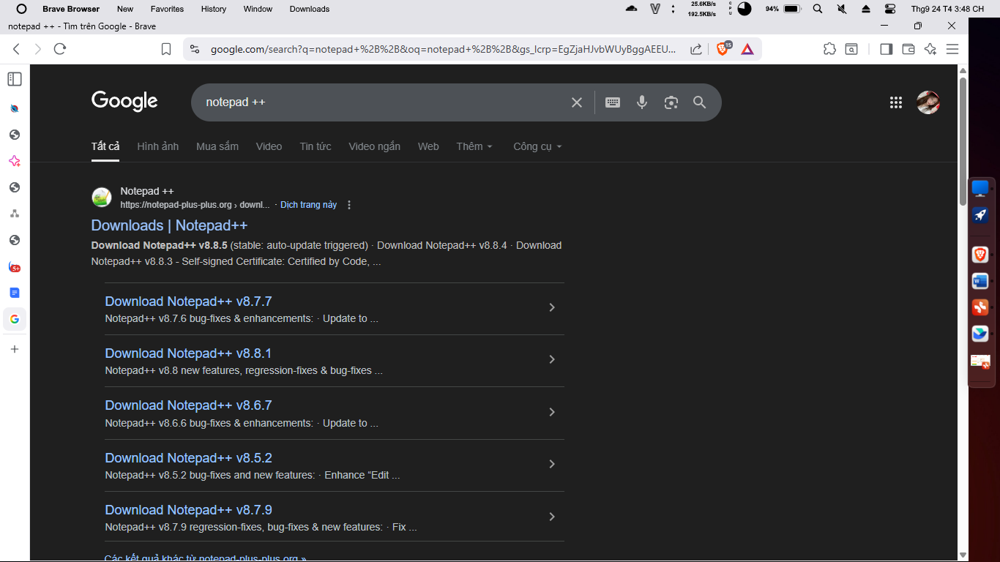 Brave Browser New Favorites History Window Downloads 25.6KB/s 192.5KB/s CPU 94% Thg9 24 T4 3:48 CH
notepad ++ - Tìm trên Google - Brave
google.com/search?q=notepad+%2B%2B&oq=notepad+%2B%2B&gs_lcrp=EgZjaHJvbWUyBggAEEU... 15
Google
notepad ++
Tất cả Hình ảnh Mua sắm Video Tin tức Video ngắn Web Thêm Công cụ
Notepad ++
https://notepad-plus-plus.org › downl... · Dịch trang này
Downloads | Notepad++
Download Notepad++ v8.8.5 (stable: auto-update triggered) · Download Notepad++ v8.8.4 · Download
Notepad++ v8.8.3 - Self-signed Certificate: Certified by Code, ...
Download Notepad++ v8.7.7
Notepad++ v8.7.6 bug-fixes & enhancements: · Update to ...
Download Notepad++ v8.8.1
Notepad++ v8.8 new features, regression-fixes & bug-fixes ...
Download Notepad++ v8.6.7
Notepad++ v8.6.6 bug-fixes & enhancements: · Update to ...
Download Notepad++ v8.5.2
Notepad++ v8.5.2 bug-fixes and new features: · Enhance “Edit ...
Download Notepad++ v8.7.9
Notepad++ v8.7.9 regression-fixes, bug-fixes & new features: · Fix ...
Các kết quả khác từ notepad-plus-plus.org »
5+